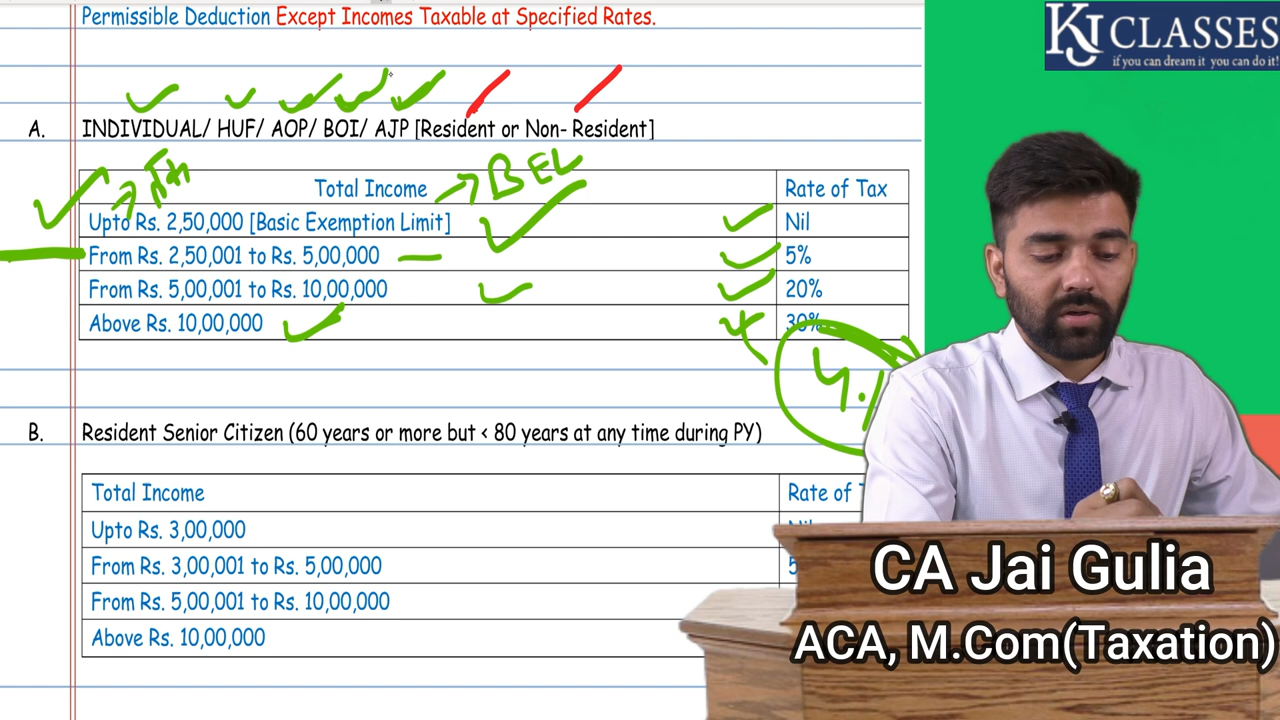 Permissible Deduction Except Incomes Taxable at Specified Rates.
KJ CLASSES
if you can dream it you can do it!
A. INDIVIDUAL/ HUF/ AOP/ BOI/ AJP [Resident or Non- Resident]
BEL
Total Income Rate of Tax
Upto Rs. 2,50,000 [Basic Exemption Limit] Nil
From Rs. 2,50,001 to Rs. 5,00,000 5%
From Rs. 5,00,001 to Rs. 10,00,000 20%
Above Rs. 10,00,000 30%
B. Resident Senior Citizen (60 years or more but < 80 years at any time during PY)
Total Income Rate of
Upto Rs. 3,00,000
From Rs. 3,00,001 to Rs. 5,00,000 5
From Rs. 5,00,001 to Rs. 10,00,000
Above Rs. 10,00,000
CA Jai Gulia
ACA, M.Com(Taxation)